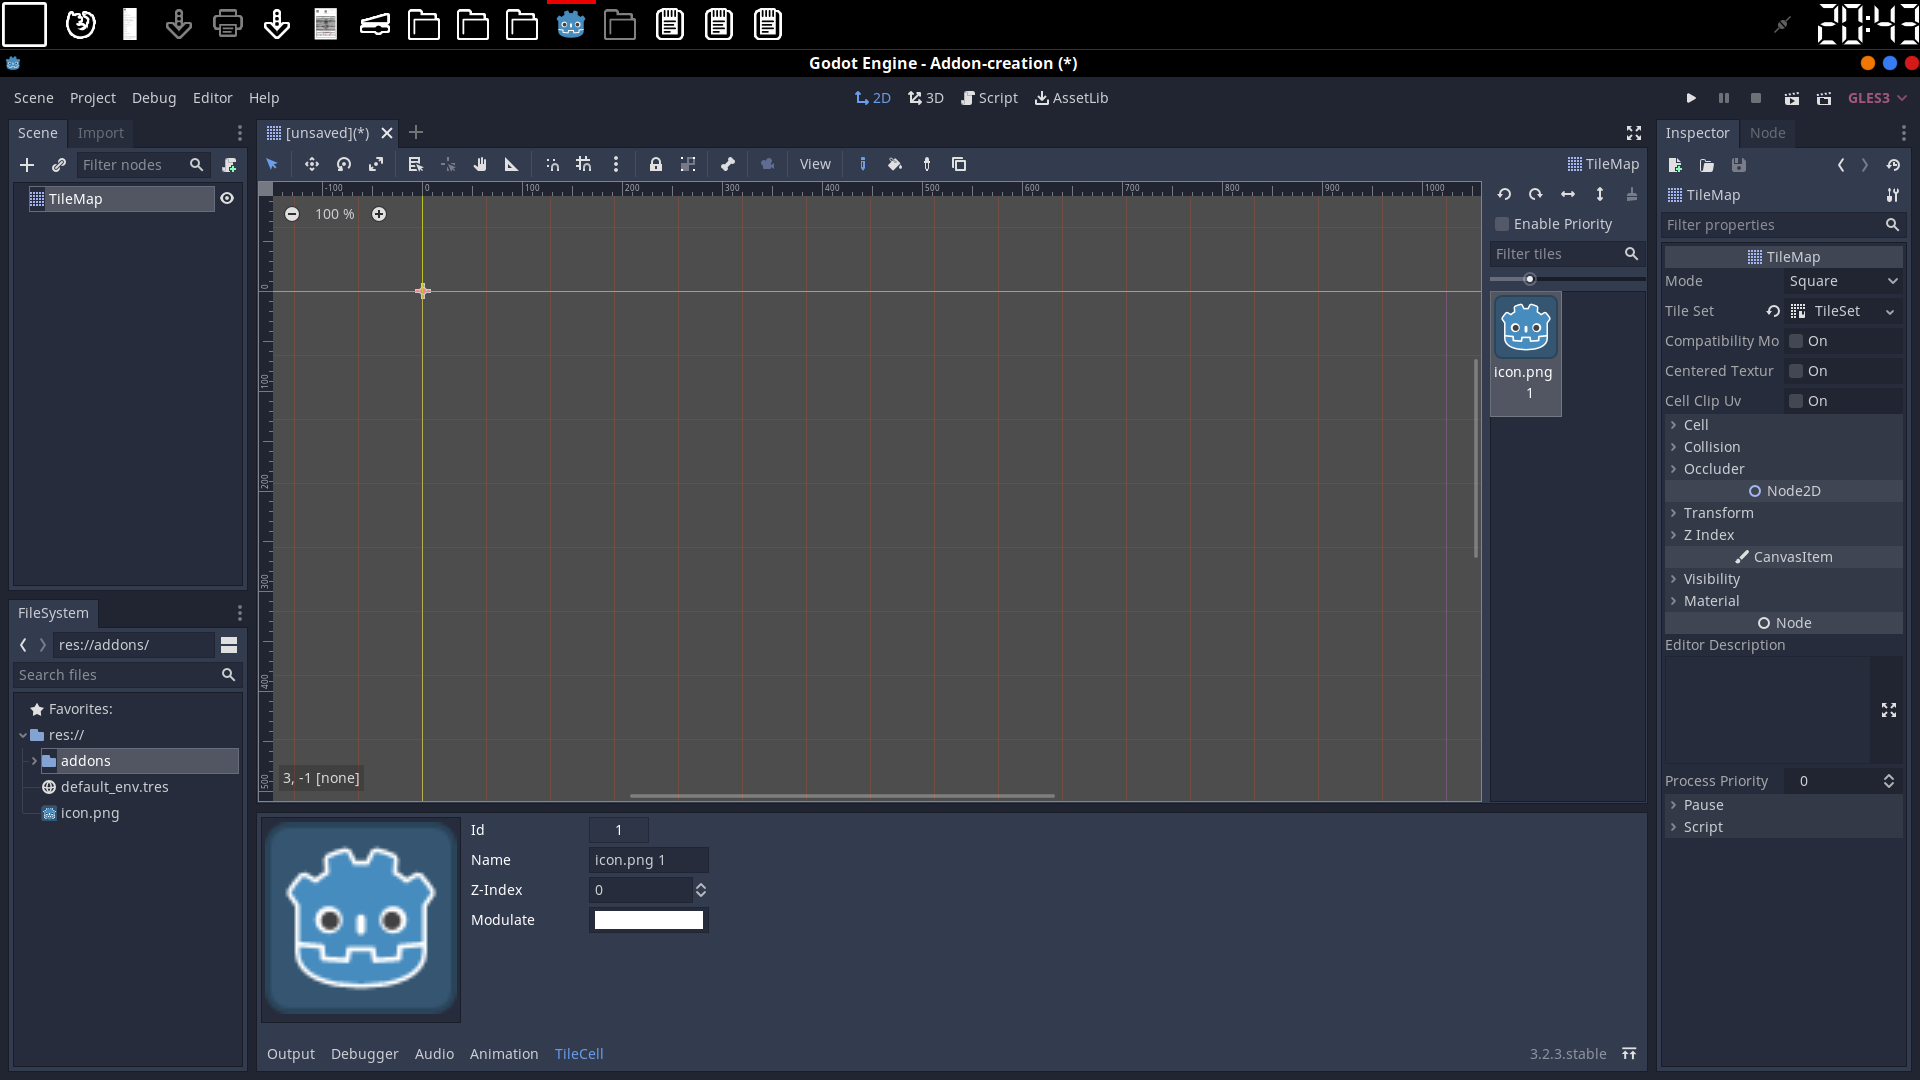 20:43
Godot Engine - Addon-creation (*)
Scene Project Debug Editor Help
2D 3D Script AssetLib
GLES3
Scene Import
Filter nodes
TileMap
[unsaved](*)
View
TileMap
-100 0 100 200 300 400 500 600 700 800 900 1000
100 %
0
100
200
300
400
500
3, -1 [none]
Enable Priority
Filter tiles
icon.png
1
FileSystem
res://addons/
Search files
Favorites:
res://
addons
default_env.tres
icon.png
Id 1
Name icon.png 1
Z-Index 0
Modulate
Output Debugger Audio Animation TileCell
3.2.3.stable
Inspector Node
TileMap
Filter properties
TileMap
Mode Square
Tile Set TileSet
Compatibility Mo On
Centered Textur On
Cell Clip Uv On
Cell
Collision
Occluder
Node2D
Transform
Z Index
CanvasItem
Visibility
Material
Node
Editor Description
Process Priority 0
Pause
Script